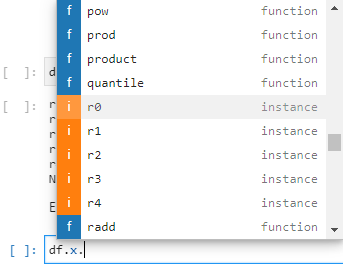 f pow function
f prod function
f product function
f quantile function
i r0 instance
i r1 instance
i r2 instance
i r3 instance
i r4 instance
f radd function
[ ]: d
[ ]: r
r
r
r
r
N
E
[ ]: df.x.